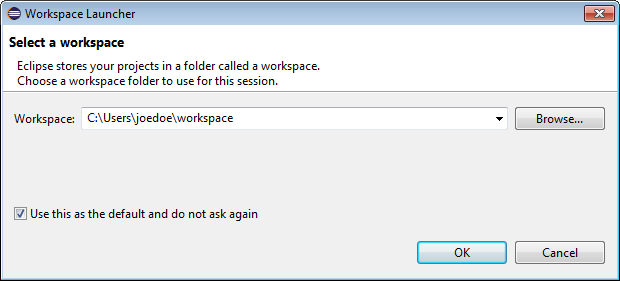 Workspace Launcher
Select a workspace
Eclipse stores your projects in a folder called a workspace.
Choose a workspace folder to use for this session.
Workspace: C:\Users\joedoe\workspace Browse...
Use this as the default and do not ask again
OK Cancel